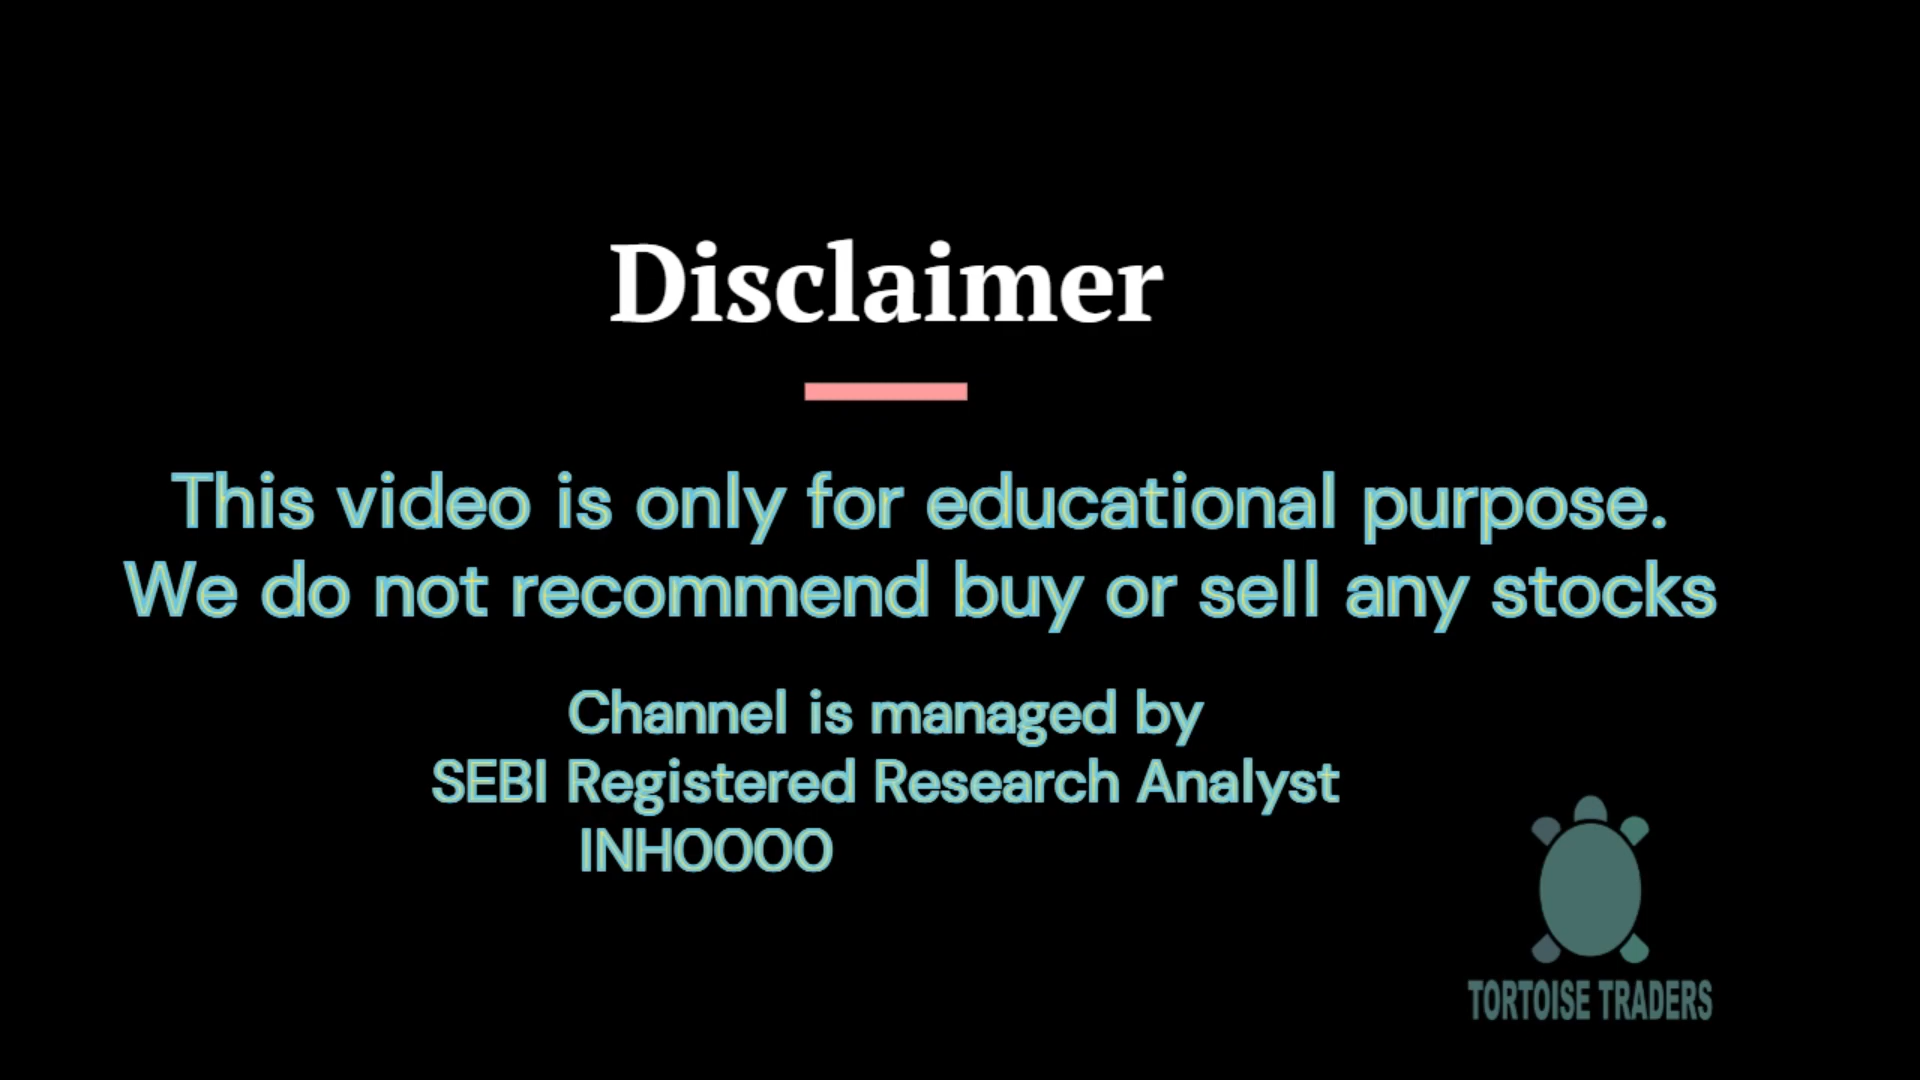 Disclaimer
This video is only for educational purpose.
We do not recommend buy or sell any stocks
Channel is managed by
SEBI Registered Research Analyst
INH0000
TORTOISE TRADERS